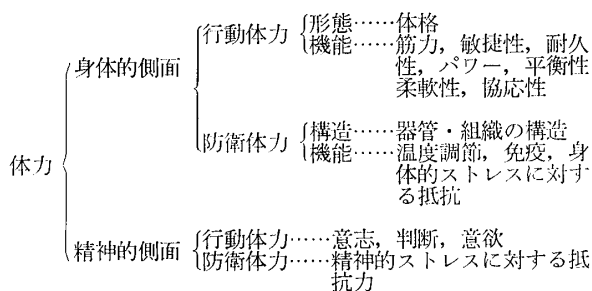 行動体力 形態……体格
機能……筋力，敏捷性，耐久
性，パワー，平衡性
柔軟性，協応性
身体的側面
防衛体力 構造……器管・組織の構造
機能……温度調節，免疫，身
体的ストレスに対す
る抵抗
体力
精神的側面 行動体力……意志，判断，意欲
防衛体力……精神的ストレスに対する抵
抗力